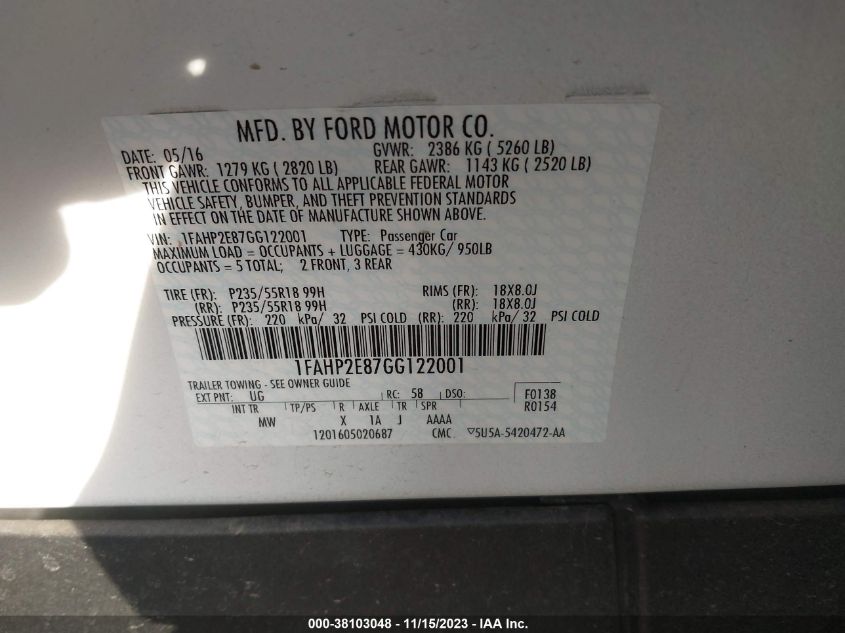 MFD. BY FORD MOTOR CO.
DATE: 05/16 GVWR: 2386 KG ( 5260 LB)
FRONT GAWR: 1279 KG ( 2820 LB) REAR GAWR: 1143 KG ( 2520 LB)
THIS VEHICLE CONFORMS TO ALL APPLICABLE FEDERAL MOTOR
VEHICLE SAFETY, BUMPER, AND THEFT PREVENTION STANDARDS
IN EFFECT ON THE DATE OF MANUFACTURE SHOWN ABOVE.
VIN: 1FAHP2E87GG122001 TYPE: Passenger Car
MAXIMUM LOAD = OCCUPANTS + LUGGAGE = 430KG/ 950LB
OCCUPANTS = 5 TOTAL; 2 FRONT, 3 REAR
TIRE (FR): P235/55R18 99H RIMS (FR): 18X8.0J
(RR): P235/55R18 99H (RR): 18X8.0J
PRESSURE (FR): 220 kPa/ 32 PSI COLD (RR): 220 kPa/ 32 PSI COLD
1FAHP2E87GG122001
TRAILER TOWING - SEE OWNER GUIDE
EXT PNT: UG RC: 58 DSO: F0138
INT TR TP/PS R AXLE TR SPR R0154
MW X 1A J AAAA
1201605020687 CMC ▽5U5A-5420472-AA
000-38103048 - 11/15/2023 - IAA Inc.